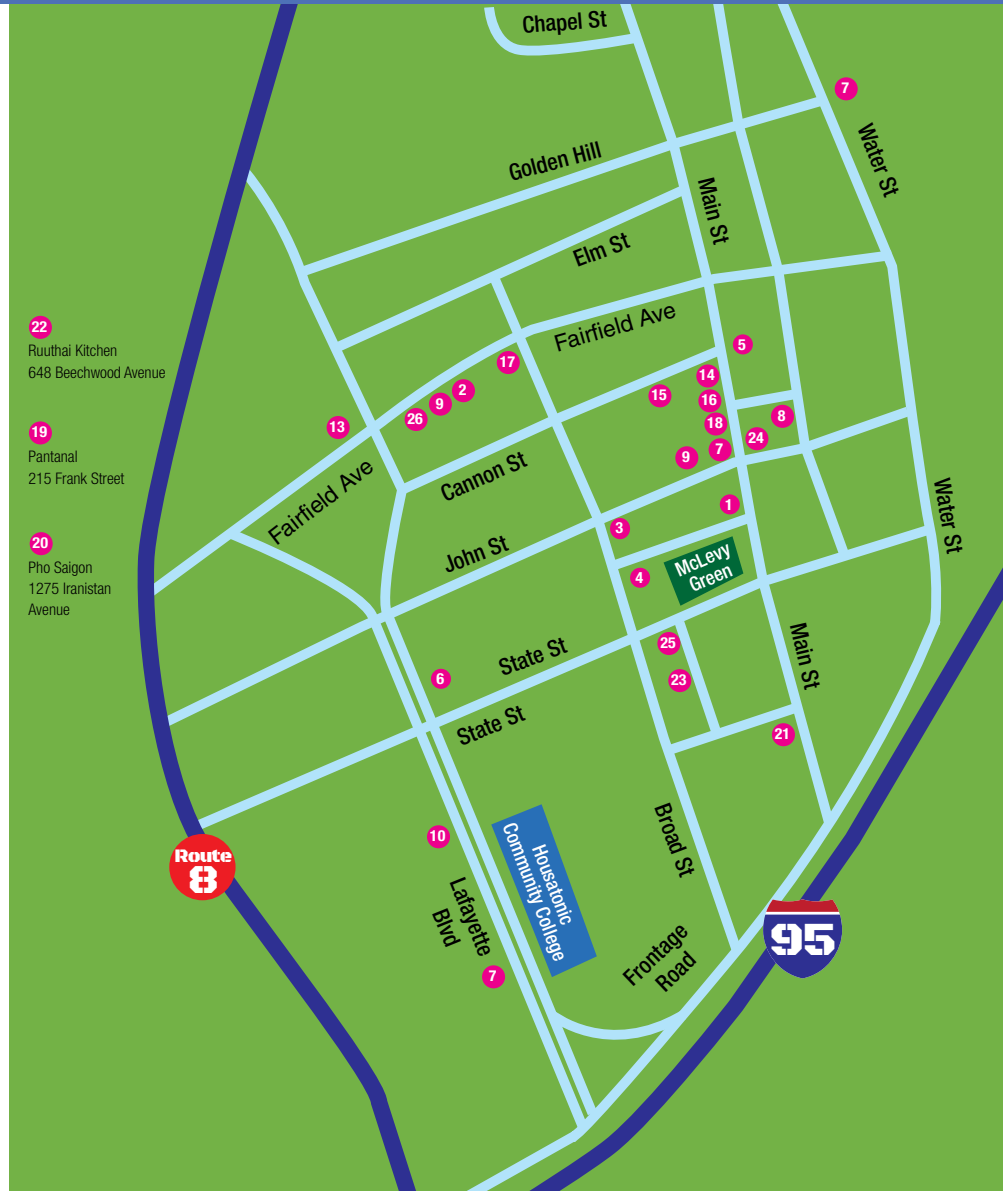 Chapel St
7
Water St
Golden Hill
Main St
Elm St
22
Ruuthai Kitchen
648 Beechwood Avenue
Fairfield Ave
5
17
14
15
2
16
9
26
8
18
13
24
7
9
19
Pantanal
215 Frank Street
Cannon St
Fairfield Ave
1
Water St
3
20
Pho Saigon
1275 Iranistan
Avenue
John St
McLevy
Green
4
25
State St
Main St
6
23
State St
21
10
Broad St
Housatonic
Community College
Route
8
Lafayette
Blvd
95
Frontage
Road
7